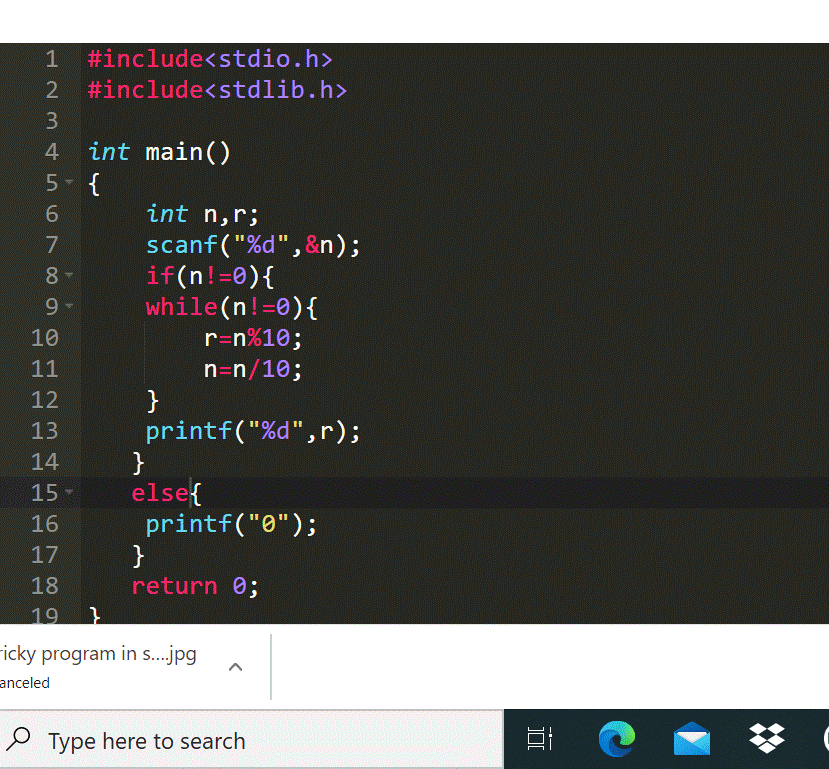 1 #include<stdio.h>
2 #include<stdlib.h>
3
4 int main()
5 {
6 int n,r;
7 scanf("%d",&n);
8 if(n!=0){
9 while(n!=0){
10 r=n%10;
11 n=n/10;
12 }
13 printf("%d",r);
14 }
15 else{
16 printf("0");
17 }
18 return 0;
19 }
ricky program in s....jpg
anceled
Type here to search